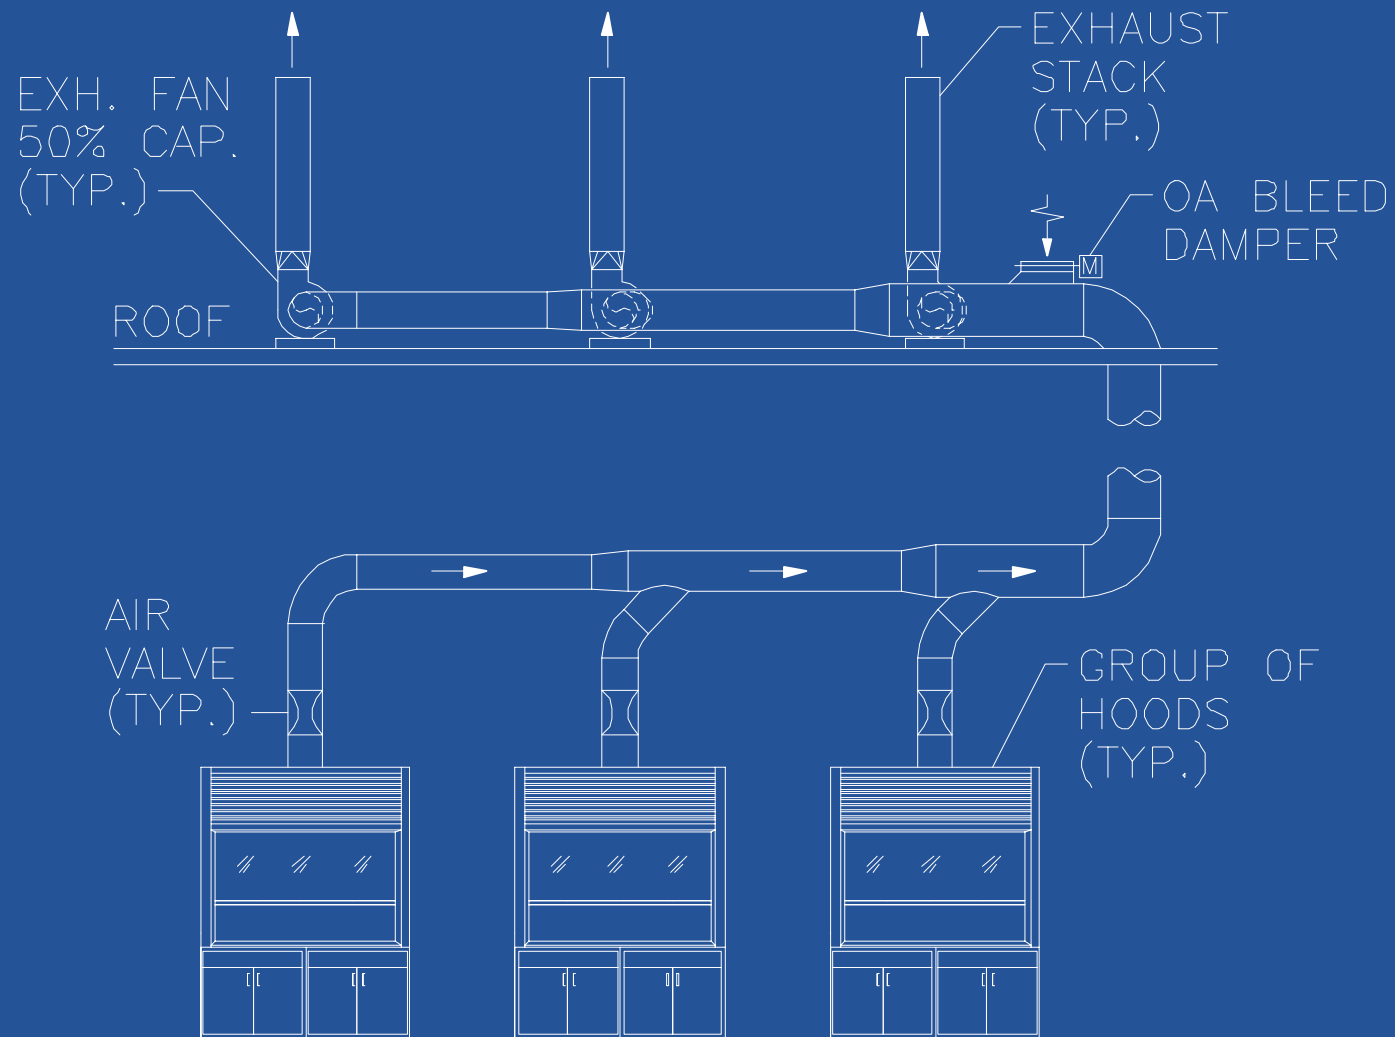 EXHAUST
STACK
(TYP.)
EXH. FAN
50% CAP.
(TYP.)
OA BLEED
DAMPER
M
ROOF
AIR
VALVE
(TYP.)
GROUP OF
HOODS
(TYP.)